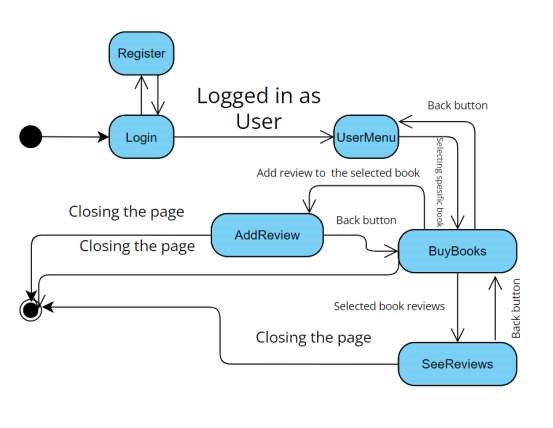 Register
Logged in as
User
Back button
Login
UserMenu
Selecting spesific book
Add review to the selected book
Closing the page
Back button
AddReview
Closing the page
BuyBooks
Selected book reviews
Back button
Closing the page
SeeReviews